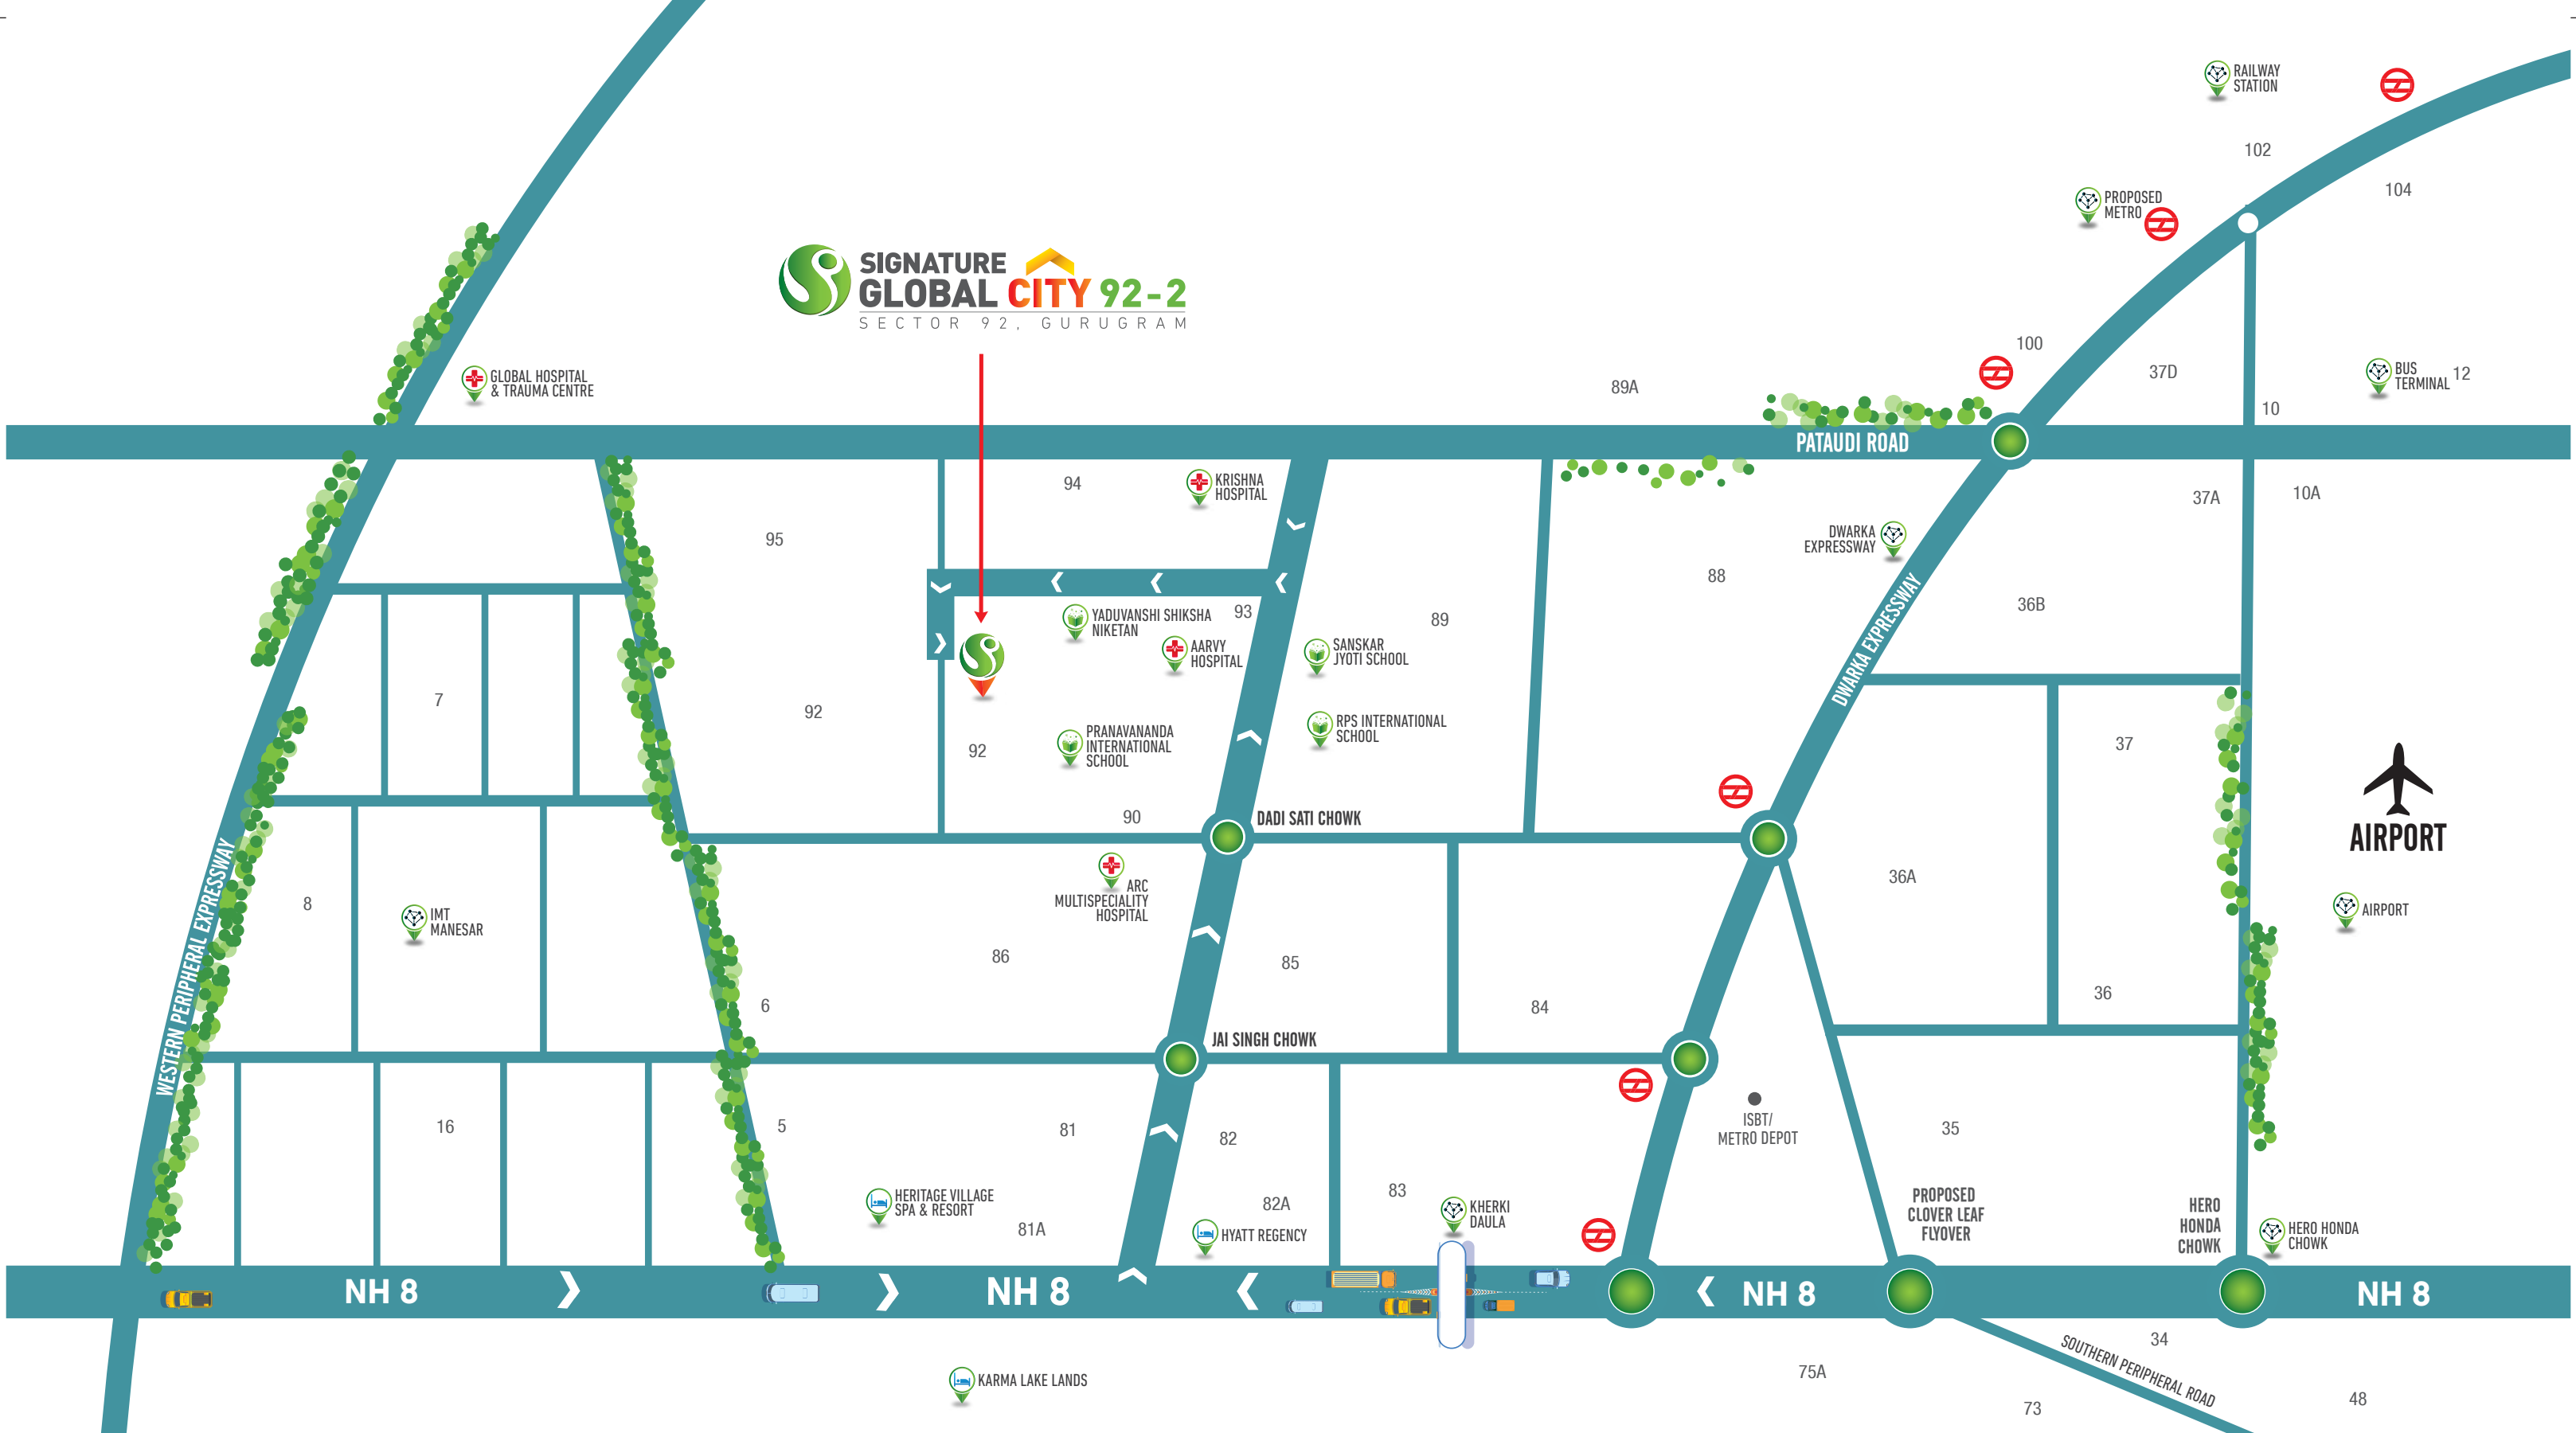 RAILWAY
STATION
102
104
PROPOSED
METRO
SIGNATURE
GLOBAL CITY 92-2
SECTOR 92, GURUGRAM
100
37D
BUS
TERMINAL
12
GLOBAL HOSPITAL
& TRAUMA CENTRE
89A
10
PATAUDI ROAD
94
KRISHNA
HOSPITAL
37A
10A
95
DWARKA
EXPRESSWAY
88
36B
93
YADUVANSHI SHIKSHA
NIKETAN
89
AARVY
HOSPITAL
SANSKAR
JYOTI SCHOOL
DWARKA EXPRESSWAY
7
92
92
PRANAVANANDA
INTERNATIONAL
SCHOOL
RPS INTERNATIONAL
SCHOOL
37
90
DADI SATI CHOWK
AIRPORT
WESTERN PERIPHERAL EXPRESSWAY
8
IMT
MANESAR
ARC
MULTISPECIALITY
HOSPITAL
36A
AIRPORT
86
85
6
84
36
JAI SINGH CHOWK
16
5
81
82
ISBT/
METRO DEPOT
35
HERITAGE VILLAGE
SPA & RESORT
81A
82A
83
HYATT REGENCY
KHERKI
DAULA
PROPOSED
CLOVER LEAF
FLYOVER
HERO
HONDA
CHOWK
HERO HONDA
CHOWK
NH 8
NH 8
NH 8
NH 8
34
SOUTHERN PERIPHERAL ROAD
KARMA LAKE LANDS
75A
73
48